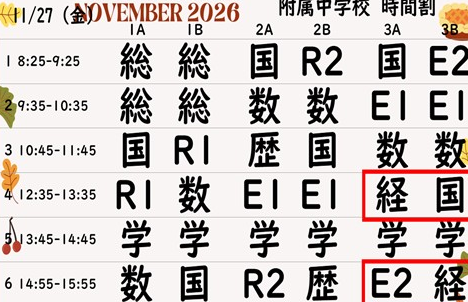 11/27（金）NOVEMBER 2026 附属中学校 時間割
1A 1B 2A 2B 3A 3B
1 8:25-9:25 総 総 国 R2 国 E2
2 9:35-10:35 総 総 数 数 E1 E1
3 10:45-11:45 国 R1 歴 国 数 数
4 12:35-13:35 R1 数 E1 E1 経 国
5 13:45-14:45 学 学 学 学 学 学
6 14:55-15:55 数 国 R2 歴 E2 経